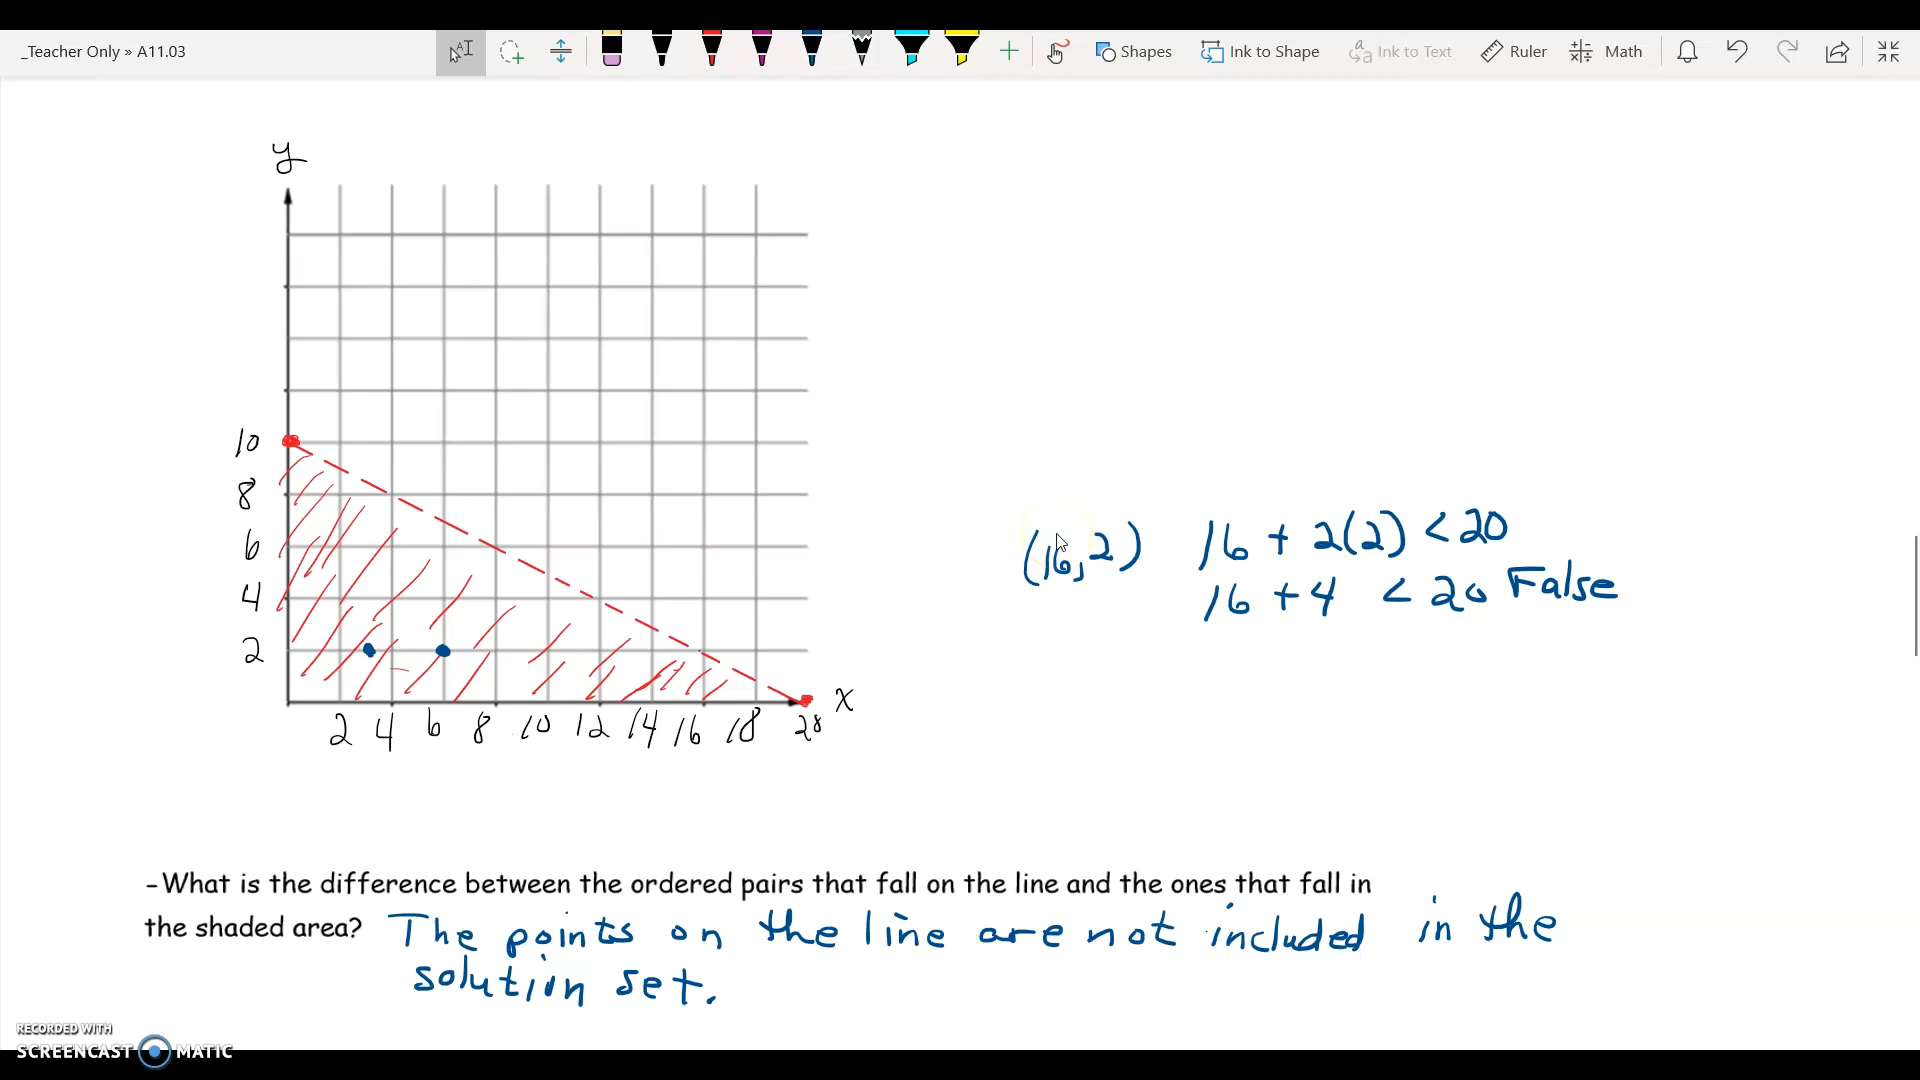 _Teacher Only » A11.03
Shapes
Ink to Shape
Ink to Text
Ruler
Math
y
10
8
6
4
2
x
2 4 6 8 10 12 14 16 18 20
(16,2) 16 + 2(2) < 20
16 + 4 < 20 False
-What is the difference between the ordered pairs that fall on the line and the ones that fall in
the shaded area? The points on the line are not included in the
solution set.
RECORDED WITH
SCREENCAST MATIC